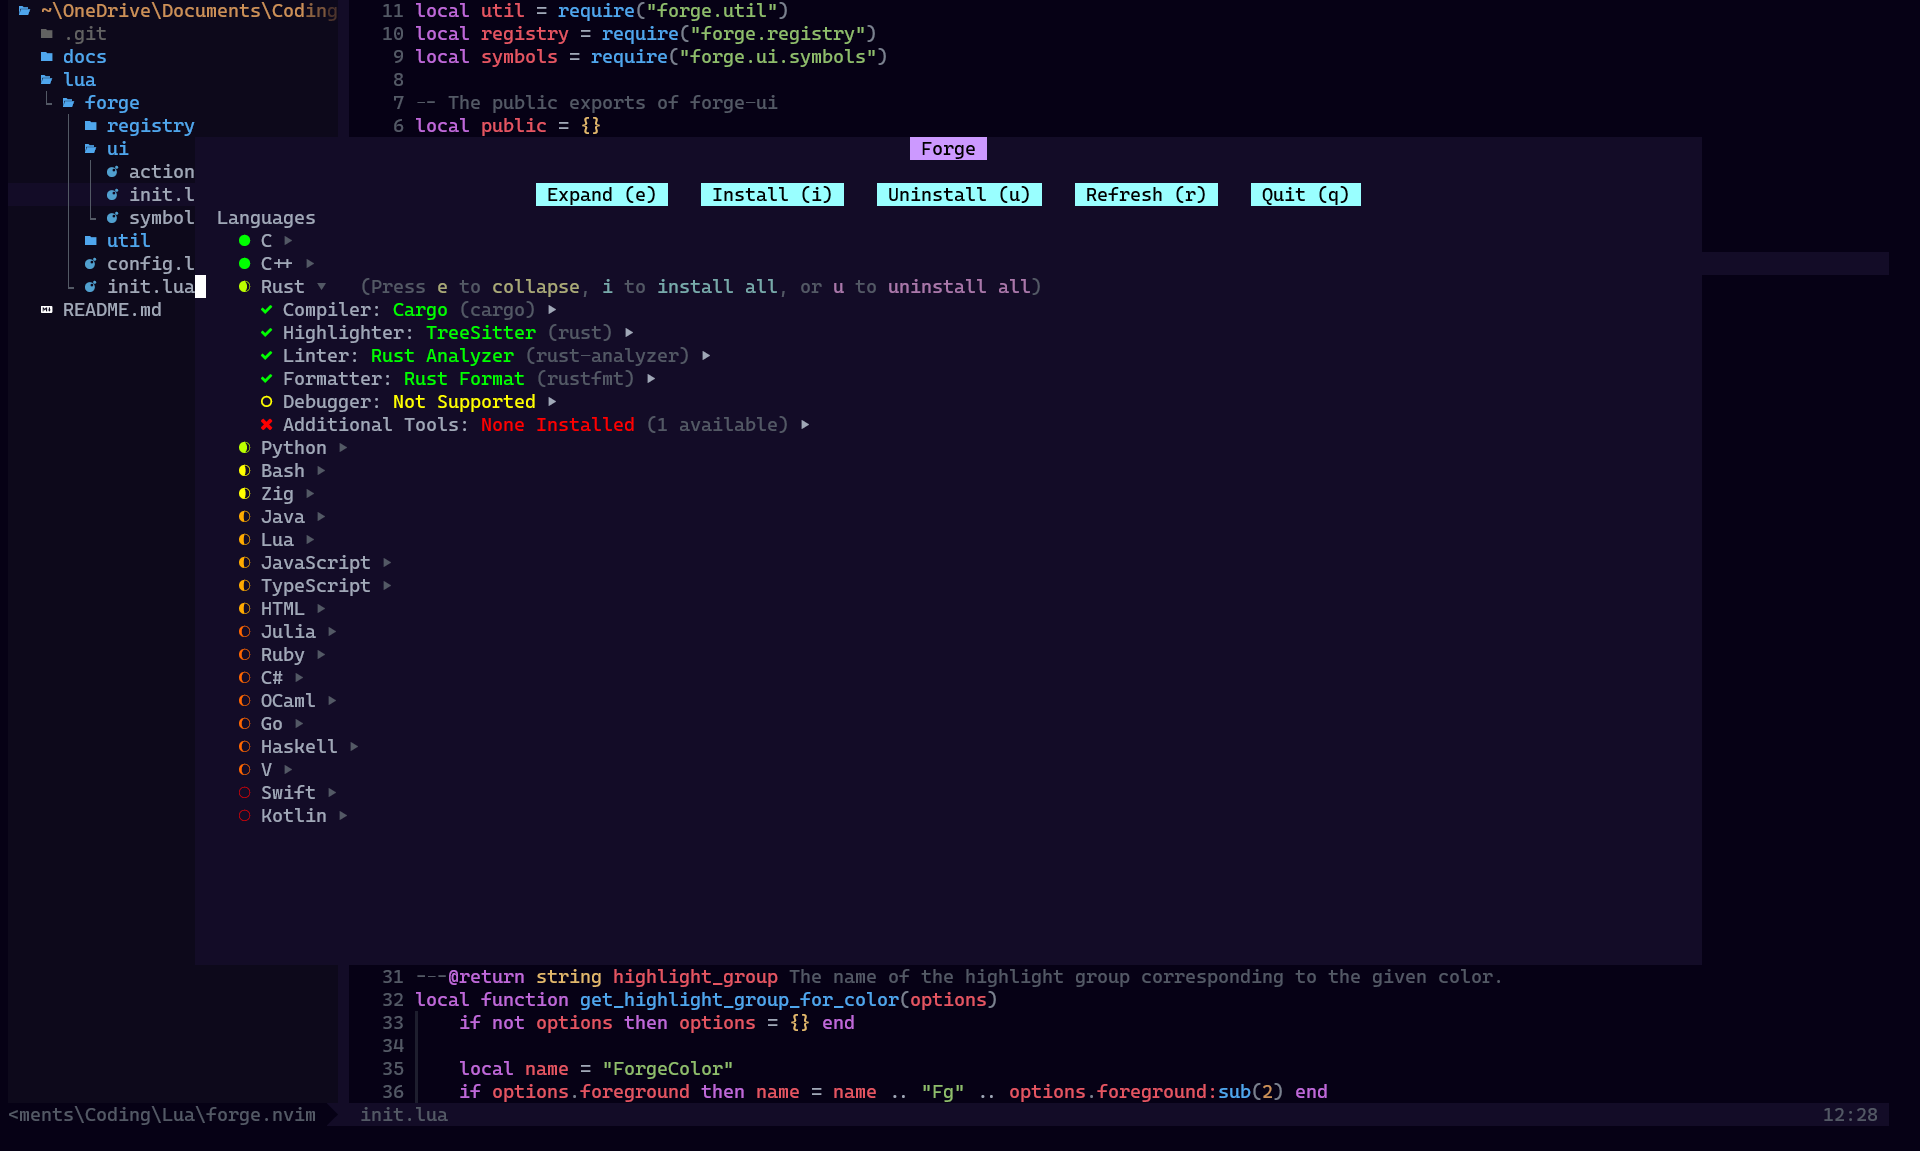 ~\OneDrive\Documents\Coding
.git
docs
lua
forge
registry
ui
action
init.l
symbol
util
config.l
init.lua
README.md
11 local util = require("forge.util")
10 local registry = require("forge.registry")
9 local symbols = require("forge.ui.symbols")
8
7 -- The public exports of forge-ui
6 local public = {}
Forge
Expand (e) Install (i) Uninstall (u) Refresh (r) Quit (q)
Languages
C
C++
Rust (Press e to collapse, i to install all, or u to uninstall all)
Compiler: Cargo (cargo)
Highlighter: TreeSitter (rust)
Linter: Rust Analyzer (rust-analyzer)
Formatter: Rust Format (rustfmt)
Debugger: Not Supported
Additional Tools: None Installed (1 available)
Python
Bash
Zig
Java
Lua
JavaScript
TypeScript
HTML
Julia
Ruby
C#
OCaml
Go
Haskell
V
Swift
Kotlin
31 ---@return string highlight_group The name of the highlight group corresponding to the given color.
32 local function get_highlight_group_for_color(options)
33 if not options then options = {} end
34
35 local name = "ForgeColor"
36 if options.foreground then name = name .. "Fg" .. options.foreground:sub(2) end
<ments\Coding\Lua\forge.nvim init.lua 12:28